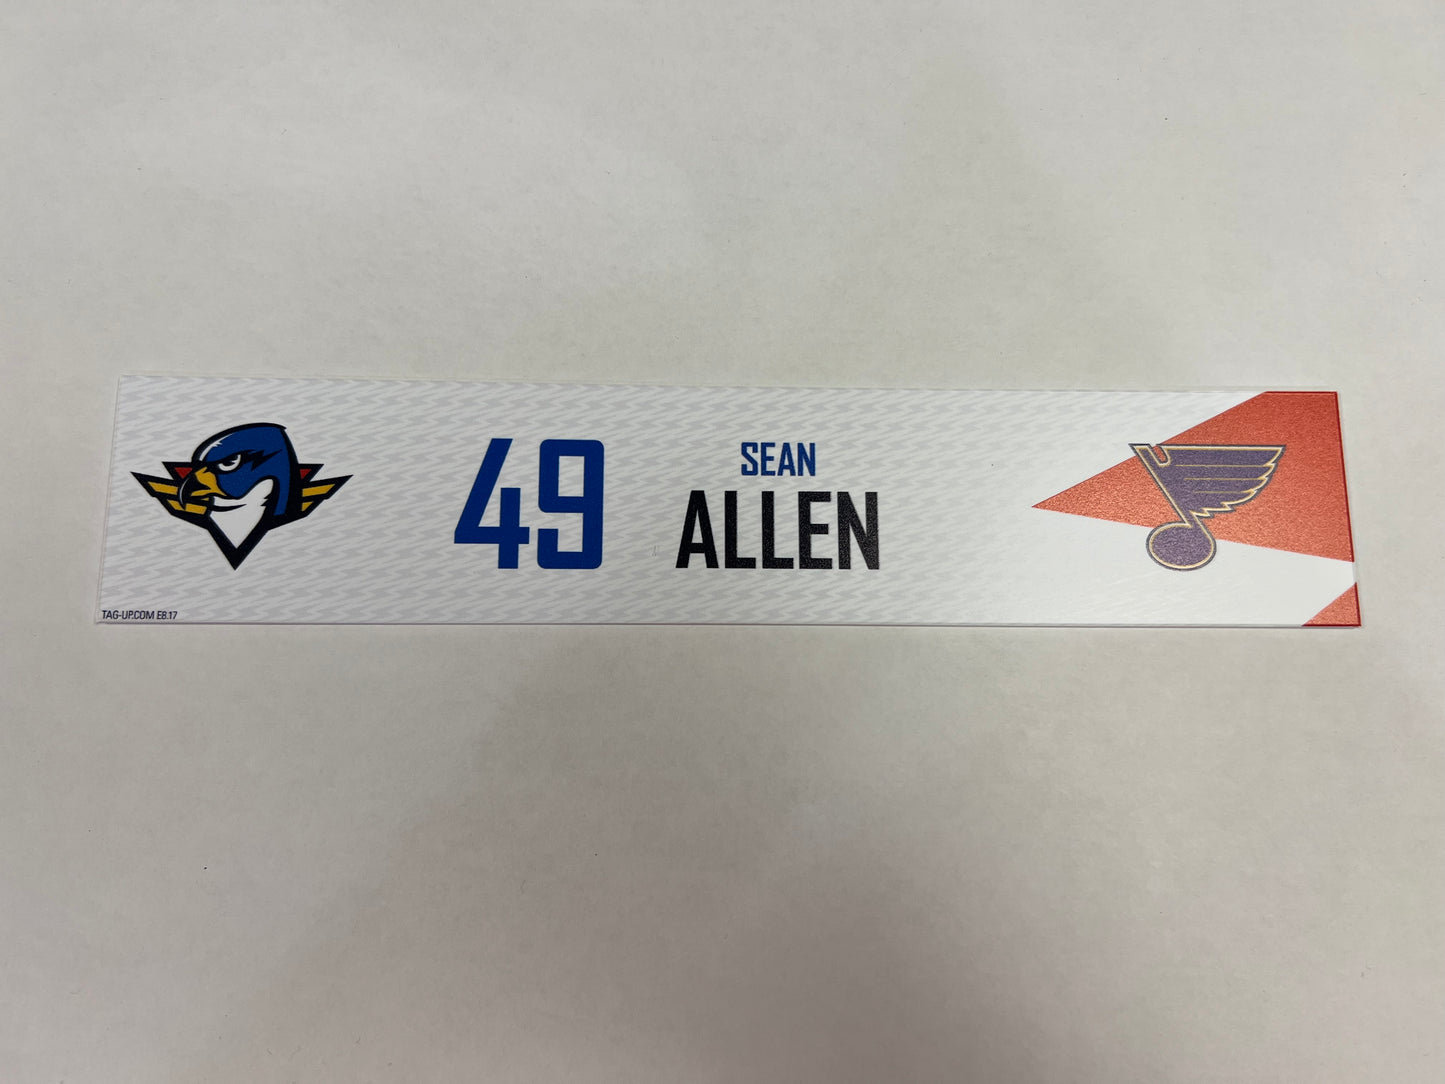 49
SEAN
ALLEN
TAG-UP.COM E8.17